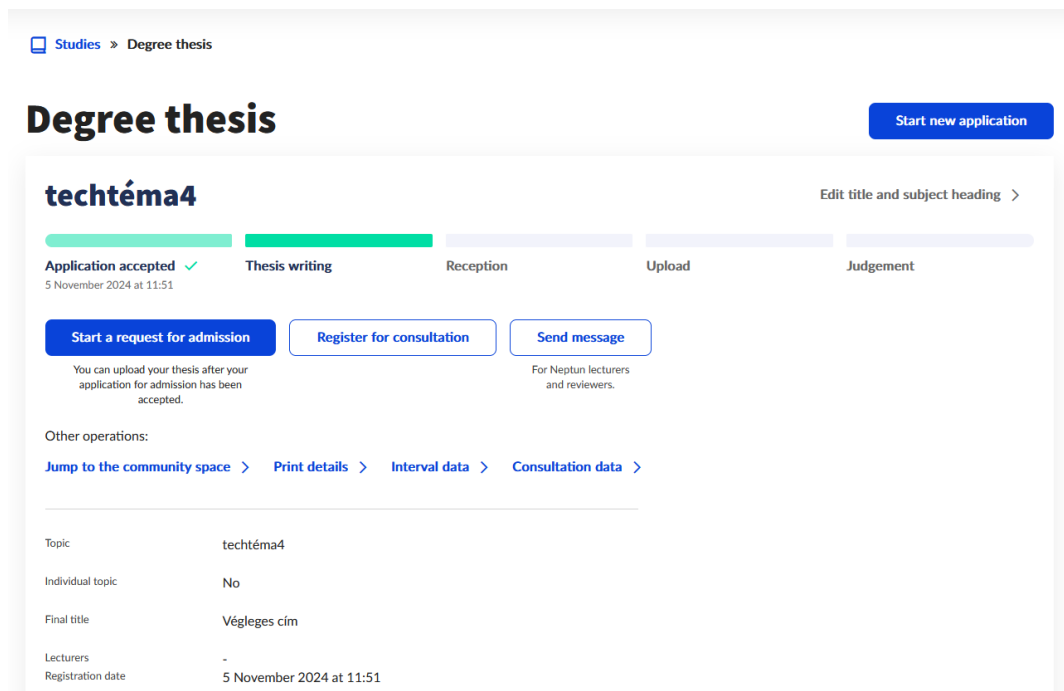 Studies » Degree thesis
Degree thesis
Start new application
techtéma4
Edit title and subject heading
Application accepted
5 November 2024 at 11:51
Thesis writing
Reception
Upload
Judgement
Start a request for admission
Register for consultation
Send message
You can upload your thesis after your
application for admission has been
accepted.
For Neptun lecturers
and reviewers.
Other operations:
Jump to the community space
Print details
Interval data
Consultation data
Topic
techtéma4
Individual topic
No
Final title
Végleges cím
Lecturers
-
Registration date
5 November 2024 at 11:51